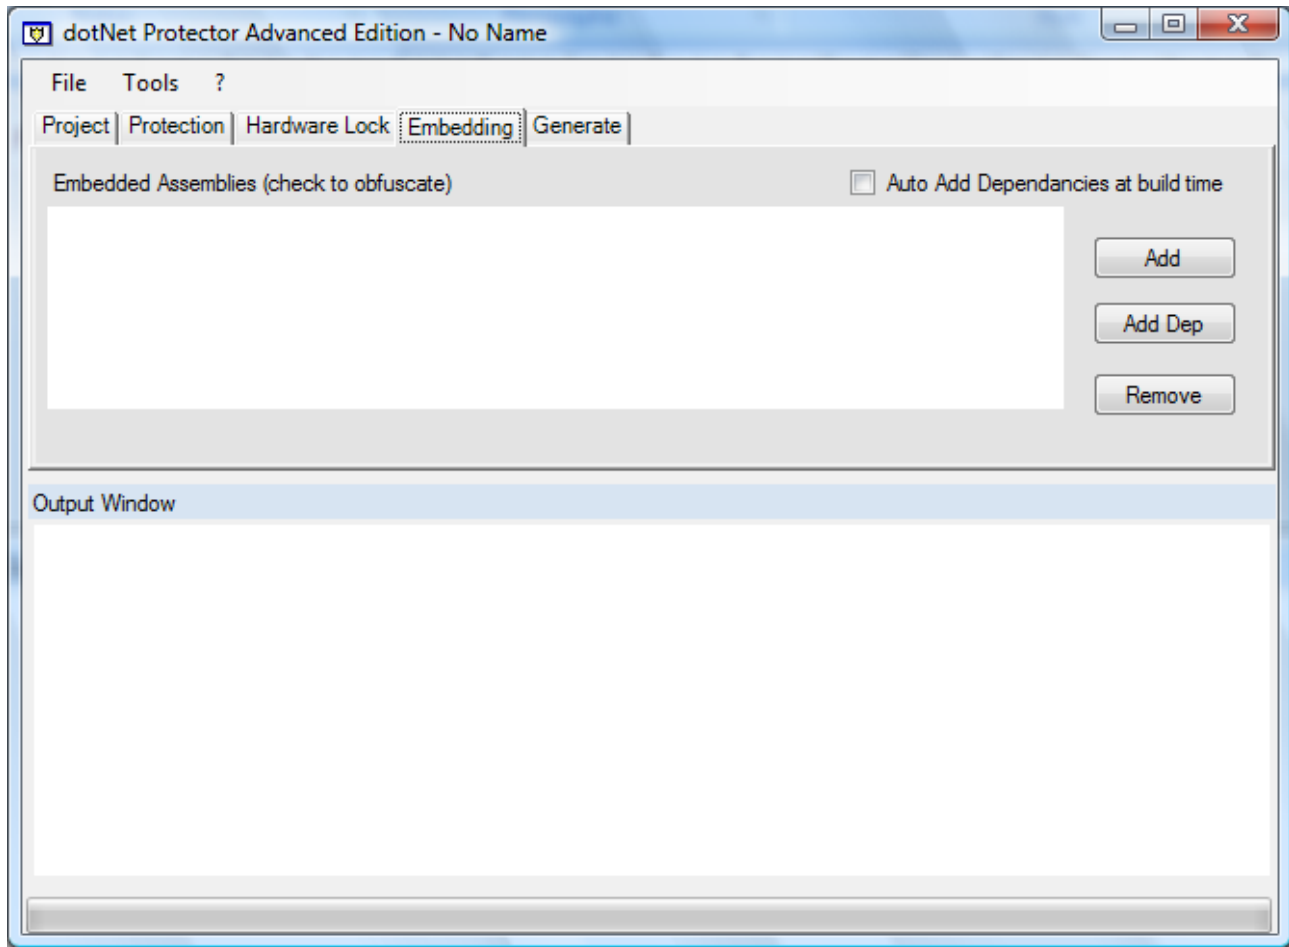 dotNet Protector Advanced Edition - No Name
File Tools ?
Project Protection Hardware Lock Embedding Generate
Embedded Assemblies (check to obfuscate) Auto Add Dependancies at build time
Add
Add Dep
Remove
Output Window